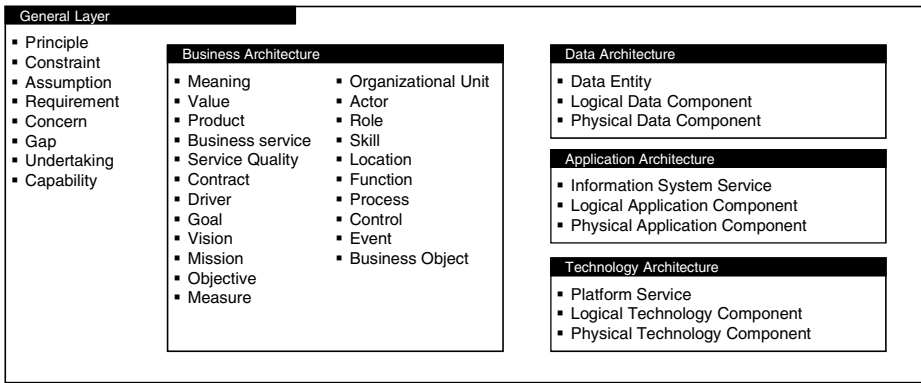 General Layer
Principle
Constraint
Assumption
Requirement
Concern
Gap
Undertaking
Capability
Business Architecture
Meaning
Value
Product
Business service
Service Quality
Contract
Driver
Goal
Vision
Mission
Objective
Measure
Organizational Unit
Actor
Role
Skill
Location
Function
Process
Control
Event
Business Object
Data Architecture
Data Entity
Logical Data Component
Physical Data Component
Application Architecture
Information System Service
Logical Application Component
Physical Application Component
Technology Architecture
Platform Service
Logical Technology Component
Physical Technology Component